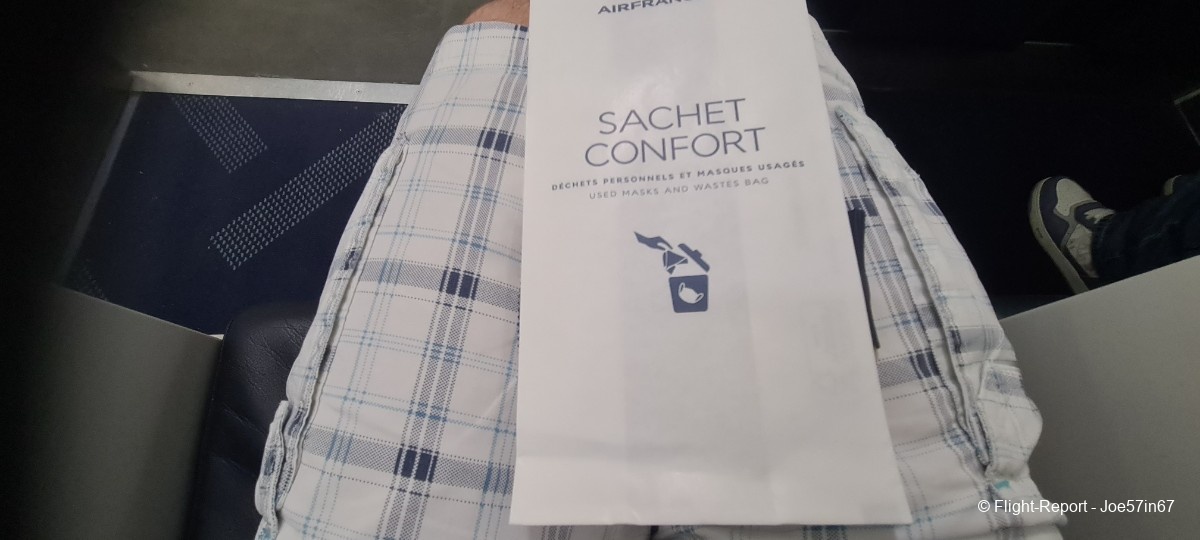 SACHET
CONFORT
DÉCHETS PERSONNELS ET MASQUES USAGÉS
USED MASKS AND WASTES BAG
© Flight-Report - Joe57in67